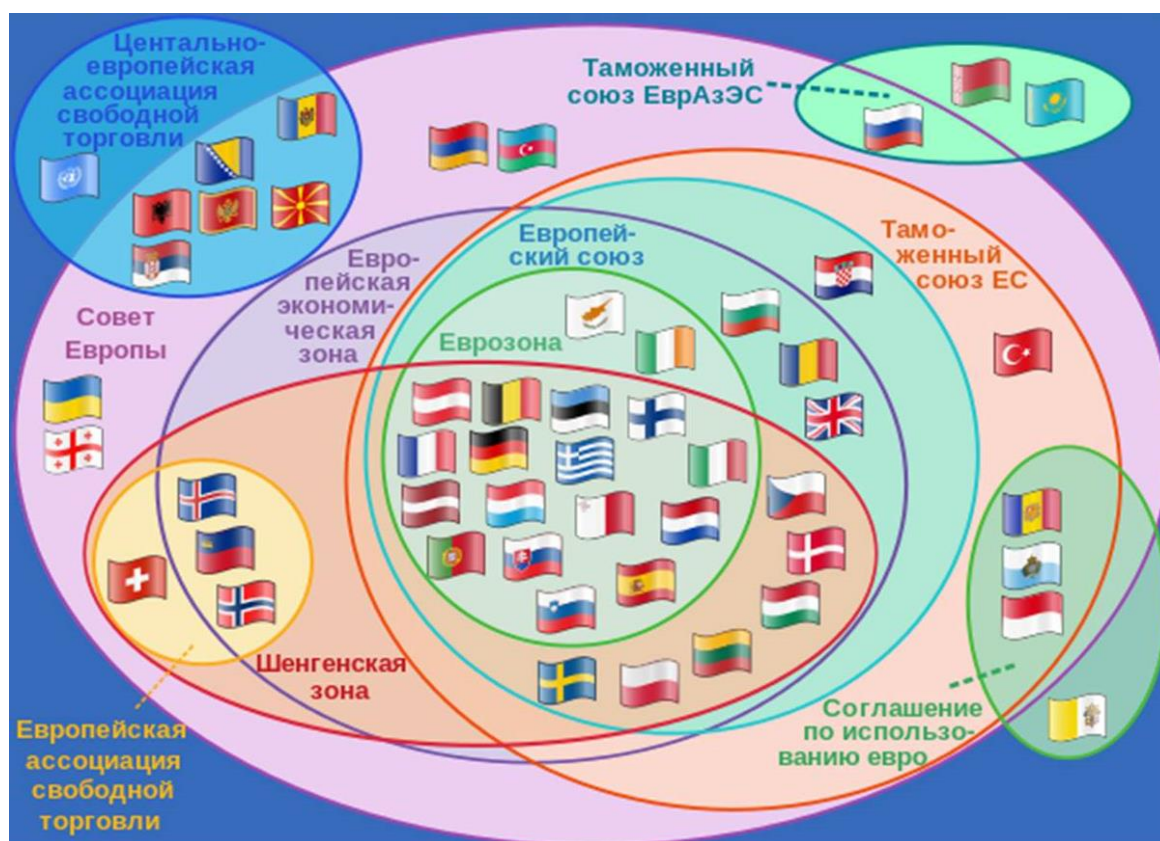 Центально-
европейская
ассоциация
свободной
торговли
Таможенный
союз ЕврАзЭС
Европей-
ский союз
Тамо-
женный
союз ЕС
Евро-
пейская
экономи-
ческая
зона
Совет
Европы
Еврозона
Шенгенская
зона
Соглашение
по использо-
ванию евро
Европейская
ассоциация
свободной
торговли